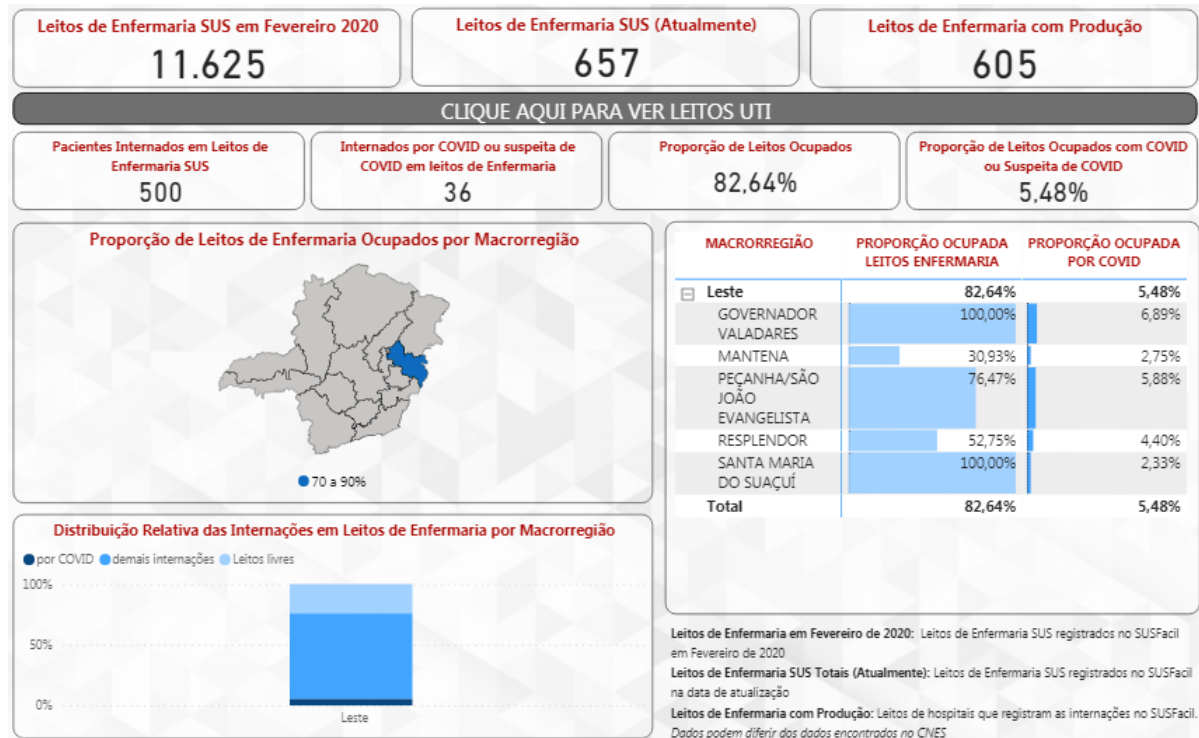 Leitos de Enfermaria SUS em Fevereiro 2020
11.625
Leitos de Enfermaria SUS (Atualmente)
657
Leitos de Enfermaria com Produção
605
CLIQUE AQUI PARA VER LEITOS UTI
Pacientes Internados em Leitos de
Enfermaria SUS
500
Internados por COVID ou suspeita de
COVID em leitos de Enfermaria
36
Proporção de Leitos Ocupados
82,64%
Proporção de Leitos Ocupados com COVID
ou Suspeita de COVID
5,48%
Proporção de Leitos de Enfermaria Ocupados por Macrorregião
70 a 90%
MACRORREGIÃO PROPORÇÃO OCUPADA PROPORÇÃO OCUPADA
LEITOS ENFERMARIA POR COVID
Leste 82,64% 5,48%
GOVERNADOR 100,00% 6,89%
VALADARES
MANTENA 30,93% 2,75%
PEÇANHA/SÃO 76,47% 5,88%
JOÃO
EVANGELISTA
RESPLENDOR 52,75% 4,40%
SANTA MARIA 100,00% 2,33%
DO SUAÇUÍ
Total 82,64% 5,48%
Distribuição Relativa das Internações em Leitos de Enfermaria por Macrorregião
por COVID demais internações Leitos livres
100%
50%
0%
Leste
Leitos de Enfermaria em Fevereiro de 2020: Leitos de Enfermaria SUS registrados no SUSFacil
em Fevereiro de 2020
Leitos de Enfermaria SUS Totais (Atualmente): Leitos de Enfermaria SUS registrados no SUSFacil
na data de atualização
Leitos de Enfermaria com Produção: Leitos de hospitais que registram as internações no SUSFacil.
Dados podem diferir dos dados encontrados no CNES